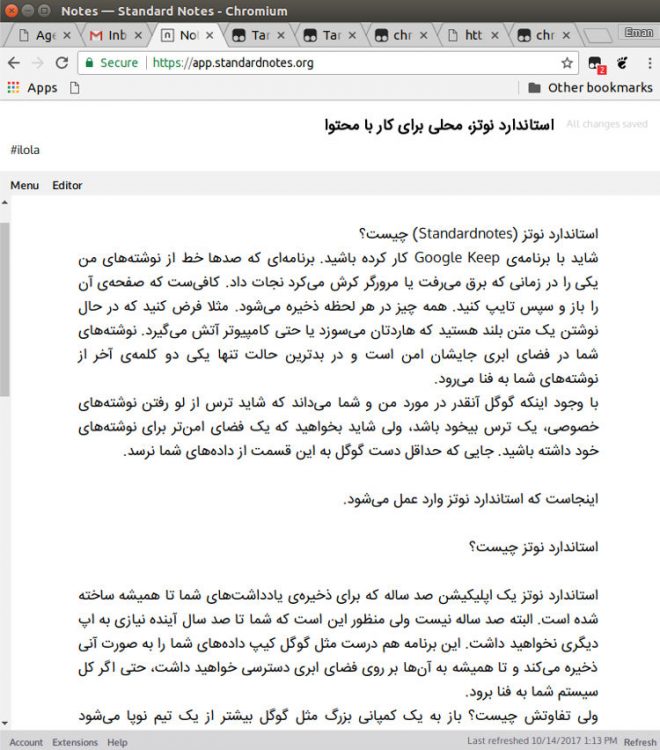 Notes — Standard Notes - Chromium
Age
Inb
No
Tar
Tar
chr
htt
chr
Eman
Secure
https://app.standardnotes.org
2
Apps
Other bookmarks
استاندارد نوتز، محلی برای کار با محتوا
All changes saved
#ilola
Menu Editor
استاندارد نوتز (Standardnotes) چیست؟
شاید با برنامه‌ی Google Keep کار کرده باشید. برنامه‌ای که صدها خط از نوشته‌های من
یکی را در زمانی که برق می‌رفت یا مرورگر کرش می‌کرد نجات داد. کافی‌ست که صفحه‌ی آن
را باز و سپس تایپ کنید. همه چیز در هر لحظه ذخیره می‌شود. مثلا فرض کنید که در حال
نوشتن یک متن بلند هستید که هاردتان می‌سوزد یا حتی کامپیوتر آتش می‌گیرد. نوشته‌های
شما در فضای ابری جایشان امن است و در بدترین حالت تنها یکی دو کلمه‌ی آخر از
نوشته‌های شما به فنا می‌رود.
با وجود اینکه گوگل آنقدر در مورد من و شما می‌داند که شاید ترس از لو رفتن نوشته‌های
خصوصی، یک ترس بیخود باشد، ولی شاید بخواهید که یک فضای امن‌تر برای نوشته‌های
خود داشته باشید. جایی که حداقل دست گوگل به این قسمت از داده‌های شما نرسد.
اینجاست که استاندارد نوتز وارد عمل می‌شود.
استاندارد نوتز چیست؟
استاندارد نوتز یک اپلیکیشن صد ساله که برای ذخیره‌ی یادداشت‌های شما تا همیشه ساخته
شده است. البته صد ساله نیست ولی منظور این است که شما تا صد سال آینده نیازی به اپ
دیگری نخواهید داشت. این برنامه هم درست مثل گوگل کیپ داده‌های شما را به صورت آنی
ذخیره می‌کند و تا همیشه به آن‌ها بر روی فضای ابری دسترسی خواهید داشت، حتی اگر کل
سیستم شما به فنا برود.
ولی تفاوتش چیست؟ باز به یک کمپانی بزرگ مثل گوگل بیشتر از یک تیم نوپا می‌شود
Account Extensions Help
Last refreshed 10/14/2017 1:13 PM Refresh